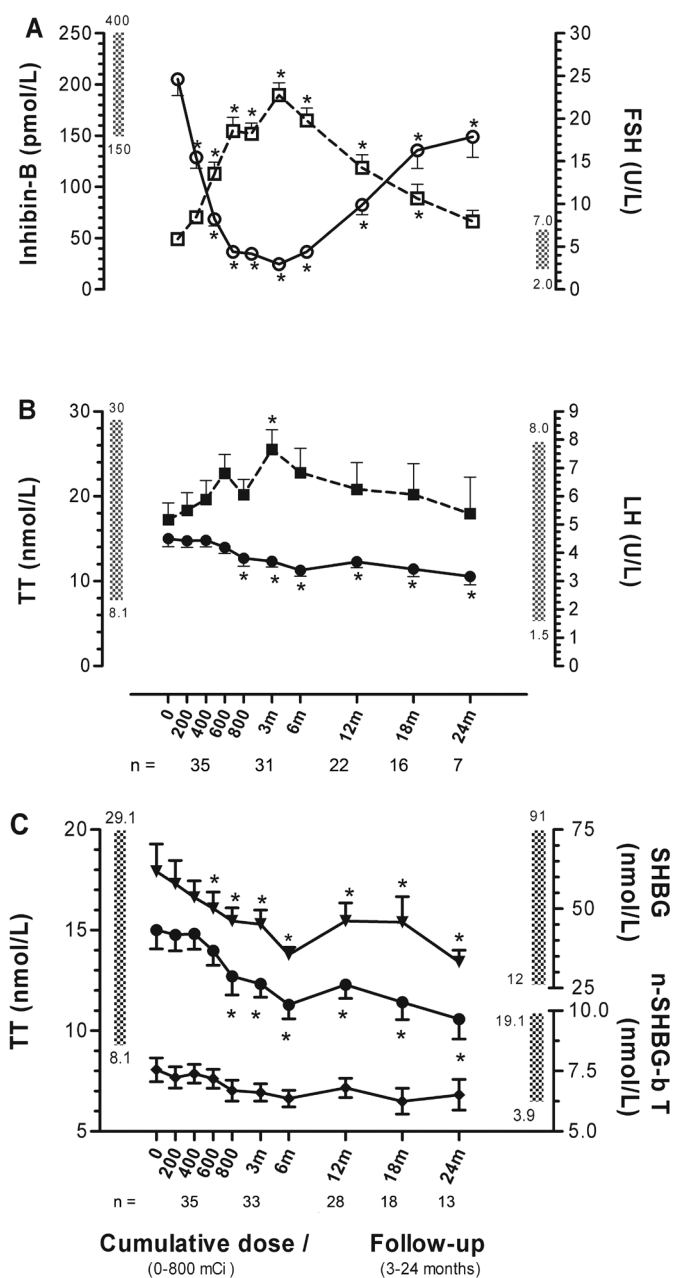 A
400
250
200
150
100
50
0
Inhibin-B (pmol/L)
150
* * * * * * * * *
* * * * * * *
30
25
20
15
10
5
0
FSH (U/L)
7.0
2.0
B
30
30
20
10
0
TT (nmol/L)
8.1
*
* * * * * *
9
8
7
6
5
4
3
2
1
0
LH (U/L)
8.0
1.5
0 200 400 600 800 3m 6m 12m 18m 24m
n = 35 31 22 16 7
C
29.1
20
15
10
5
TT (nmol/L)
8.1
* * * * * * *
* * * * * *
91
75
50
25
SHBG
(nmol/L)
12
10.0
7.5
5.0
n-SHBG-b T
(nmol/L)
19.1
3.9
0 200 400 600 800 3m 6m 12m 18m 24m
n = 35 33 28 18 13
Cumulative dose / Follow-up
(0-800 mCi ) (3-24 months)